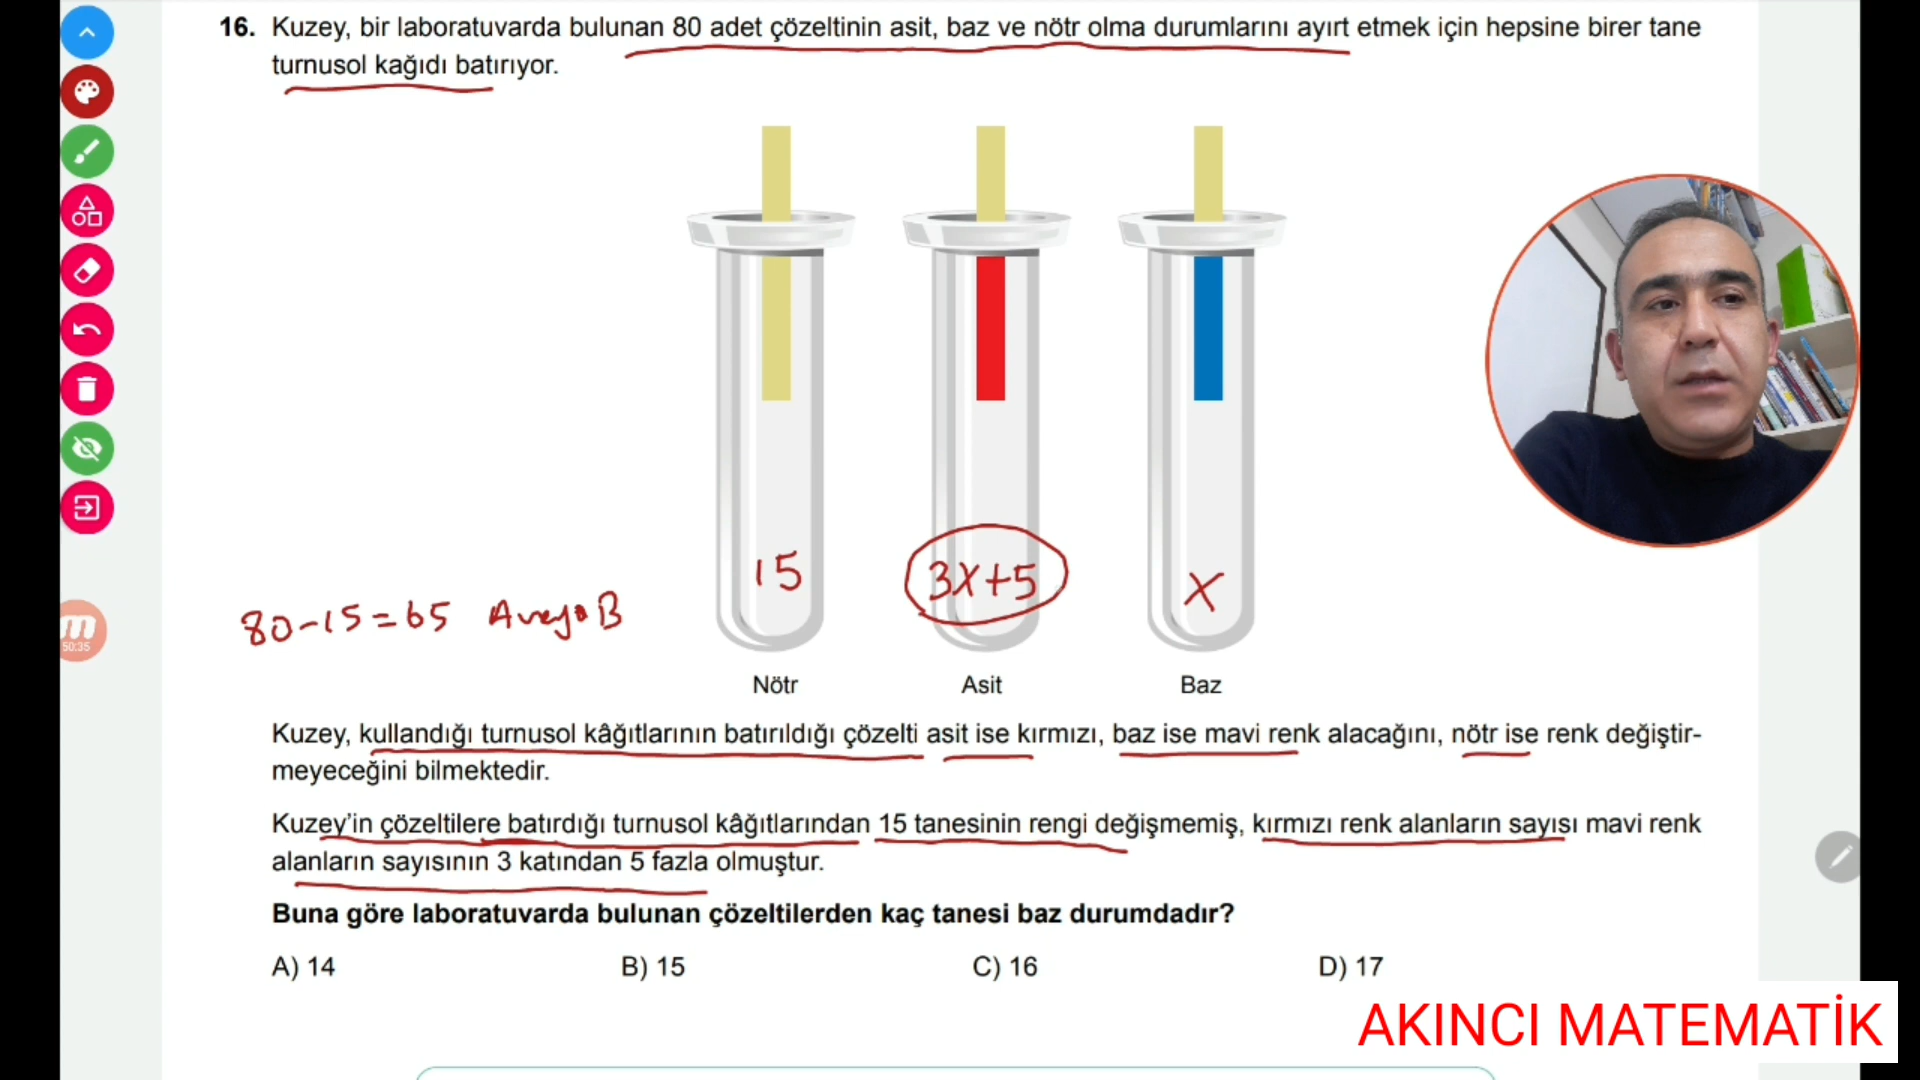 16. Kuzey, bir laboratuvarda bulunan 80 adet çözeltinin asit, baz ve nötr olma durumlarını ayırt etmek için hepsine birer tane
turnusol kağıdı batırıyor.
15
3x+5
x
80-15=65 A veya B
m
50:35
Nötr
Asit
Baz
Kuzey, kullandığı turnusol kâğıtlarının batırıldığı çözelti asit ise kırmızı, baz ise mavi renk alacağını, nötr ise renk değiştir-
meyeceğini bilmektedir.
Kuzey'in çözeltilere batırdığı turnusol kâğıtlarından 15 tanesinin rengi değişmemiş, kırmızı renk alanların sayısı mavi renk
alanların sayısının 3 katından 5 fazla olmuştur.
Buna göre laboratuvarda bulunan çözeltilerden kaç tanesi baz durumdadır?
A) 14
B) 15
C) 16
D) 17
AKINCI MATEMATİK